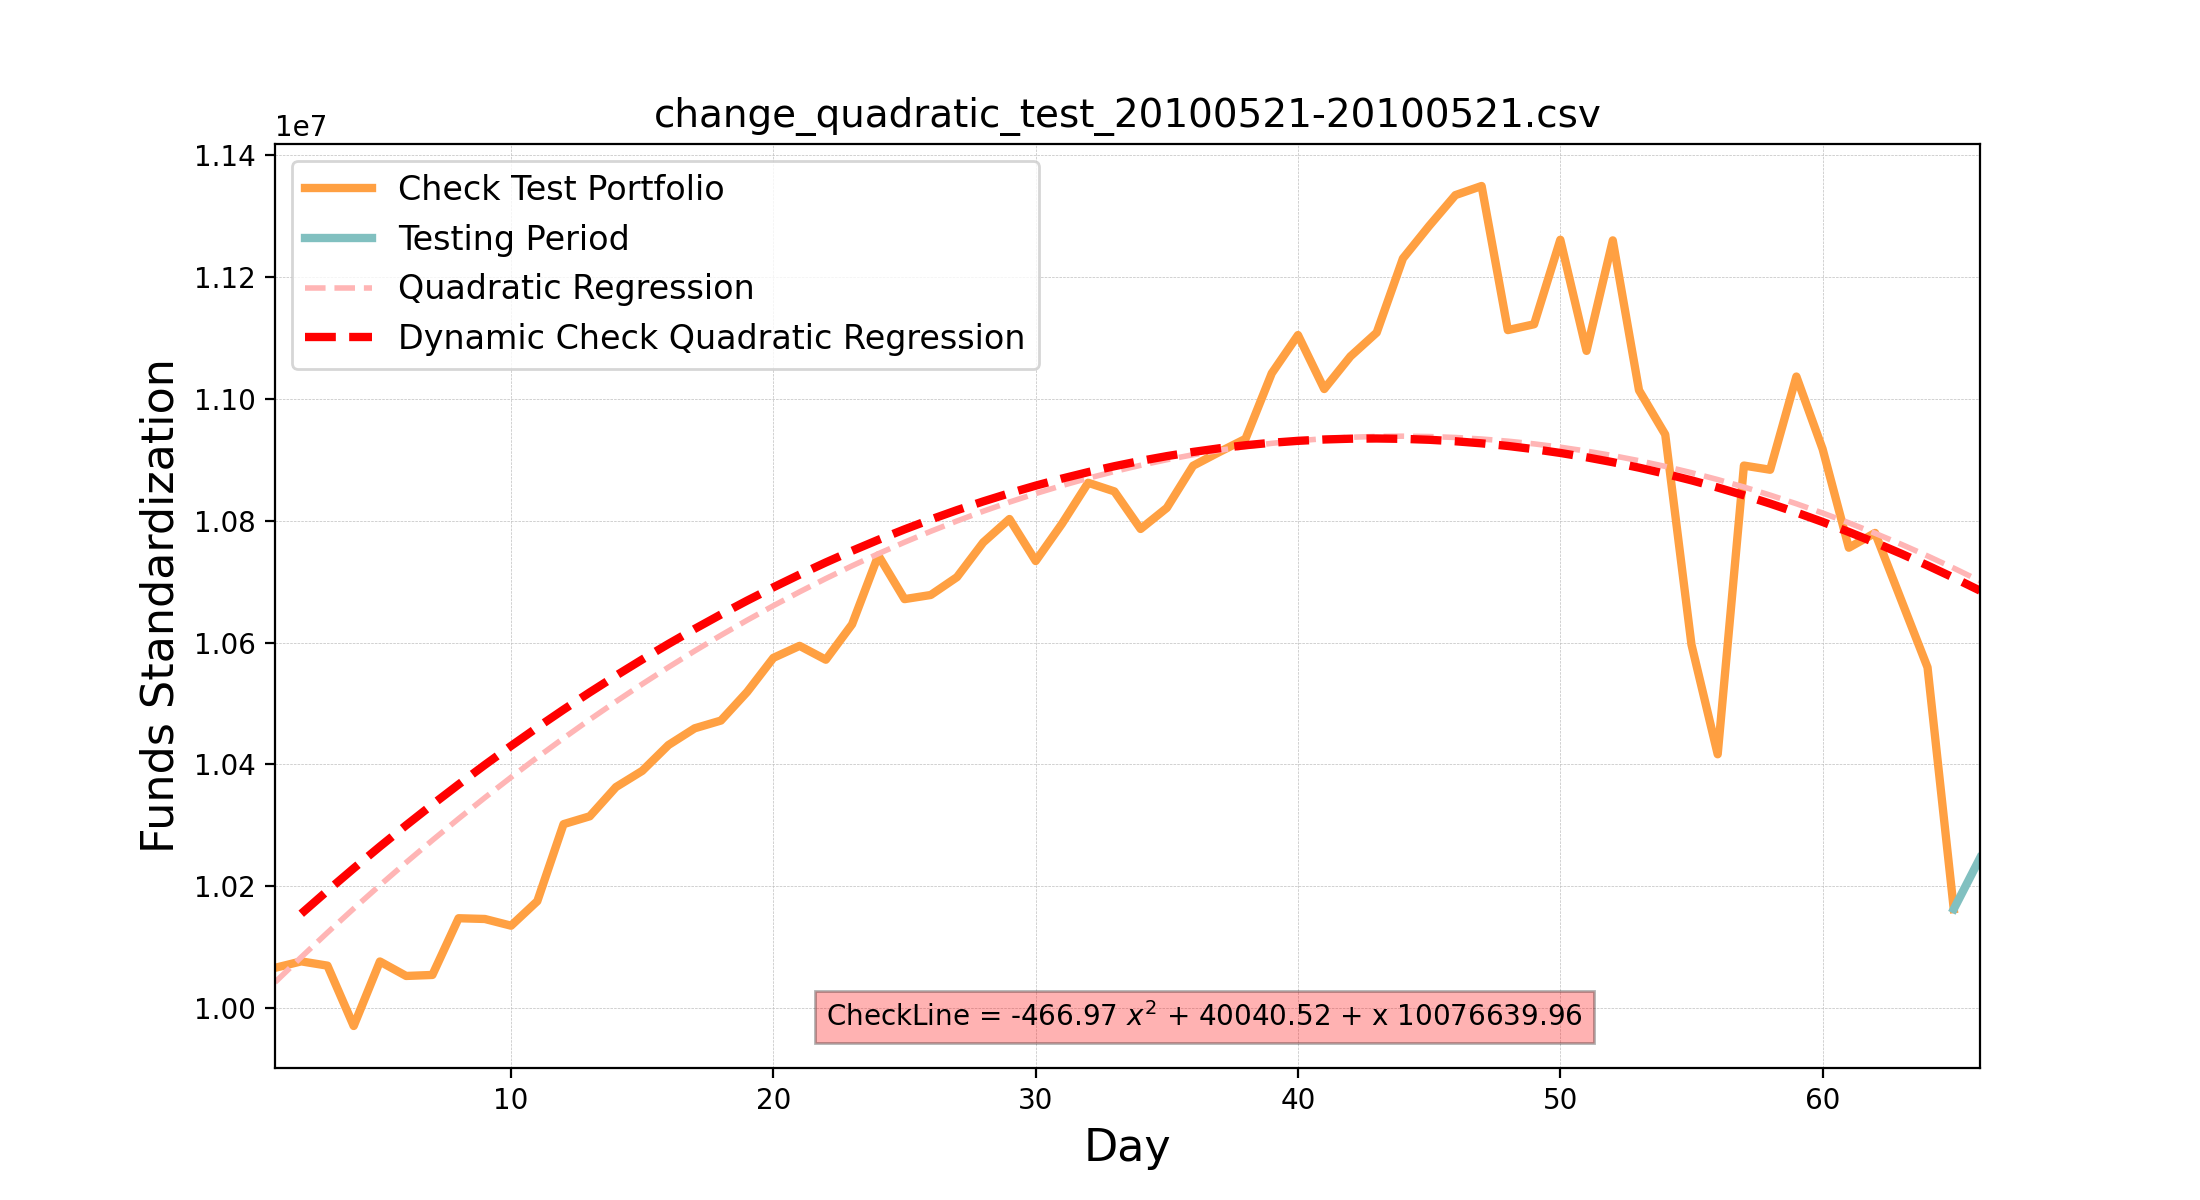 change_quadratic_test_20100521-20100521.csv
1e7
1.14
1.12
1.10
1.08
1.06
1.04
1.02
1.00
Funds Standardization
Check Test Portfolio
Testing Period
Quadratic Regression
Dynamic Check Quadratic Regression
CheckLine = -466.97 x² + 40040.52 + x 10076639.96
10 20 30 40 50 60
Day